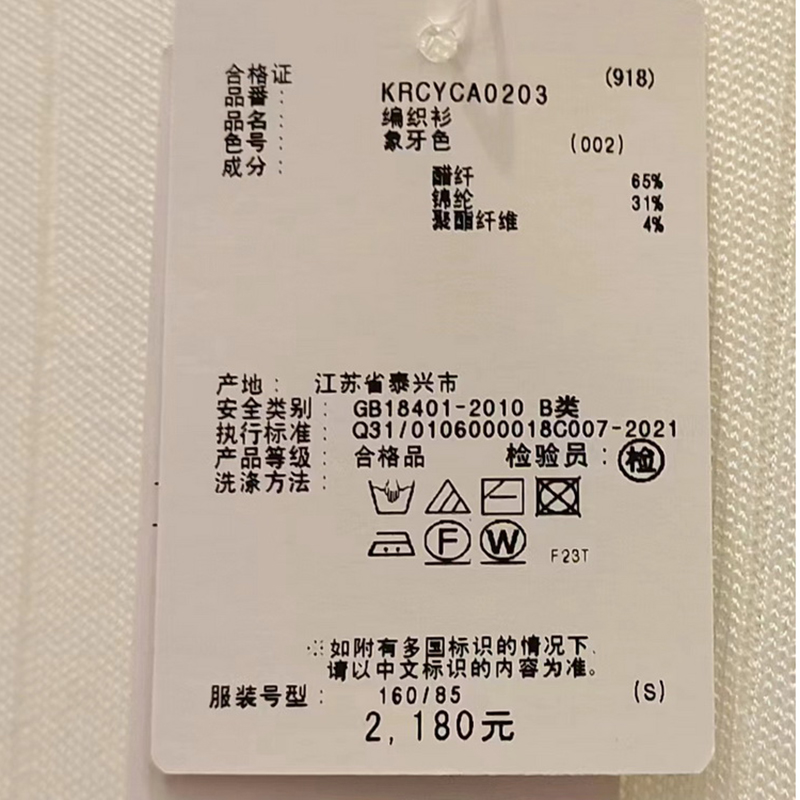 合格证 (918)
品番： KRCYCA0203
品名： 编织衫
色号： 象牙色 (002)
成分：
醋纤 65%
锦纶 31%
聚酯纤维 4%
产地： 江苏省泰兴市
安全类别： GB18401-2010 B类
执行标准： Q31/0106000018C007-2021
产品等级： 合格品 检验员：检
洗涤方法：
F W F23T
※如附有多国标识的情况下，
请以中文标识的内容为准。
服装号型： 160/85 (S)
2,180元